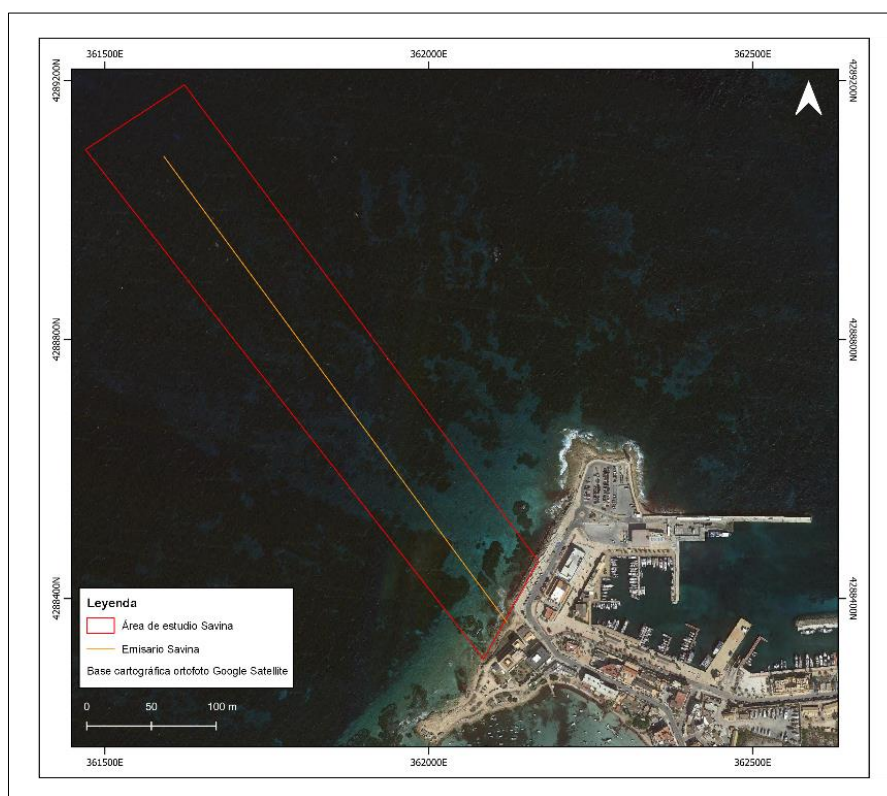 361500E 362000E 362500E
4289200N 4289200N
4288800N 4288800N
4288400N 4288400N
Leyenda
Área de estudio Savina
Emisario Savina
Base cartográfica ortofoto Google Satellite
0 50 100 m
361500E 362000E 362500E